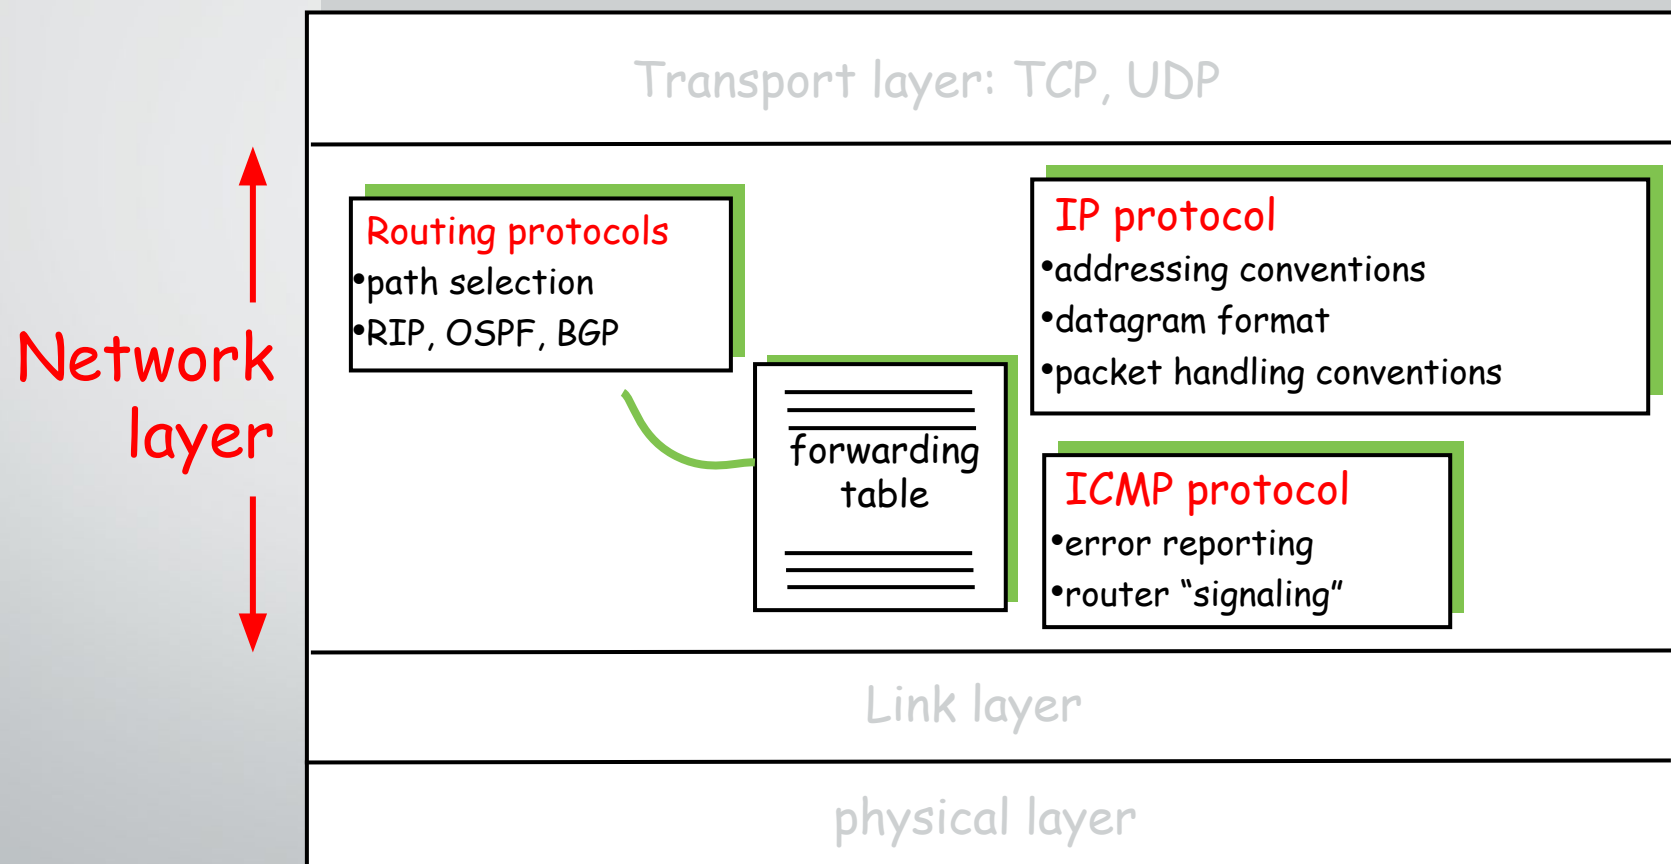 Transport layer: TCP, UDP
Network
layer
Routing protocols
•path selection
•RIP, OSPF, BGP
forwarding
table
IP protocol
•addressing conventions
•datagram format
•packet handling conventions
ICMP protocol
•error reporting
•router “signaling”
Link layer
physical layer